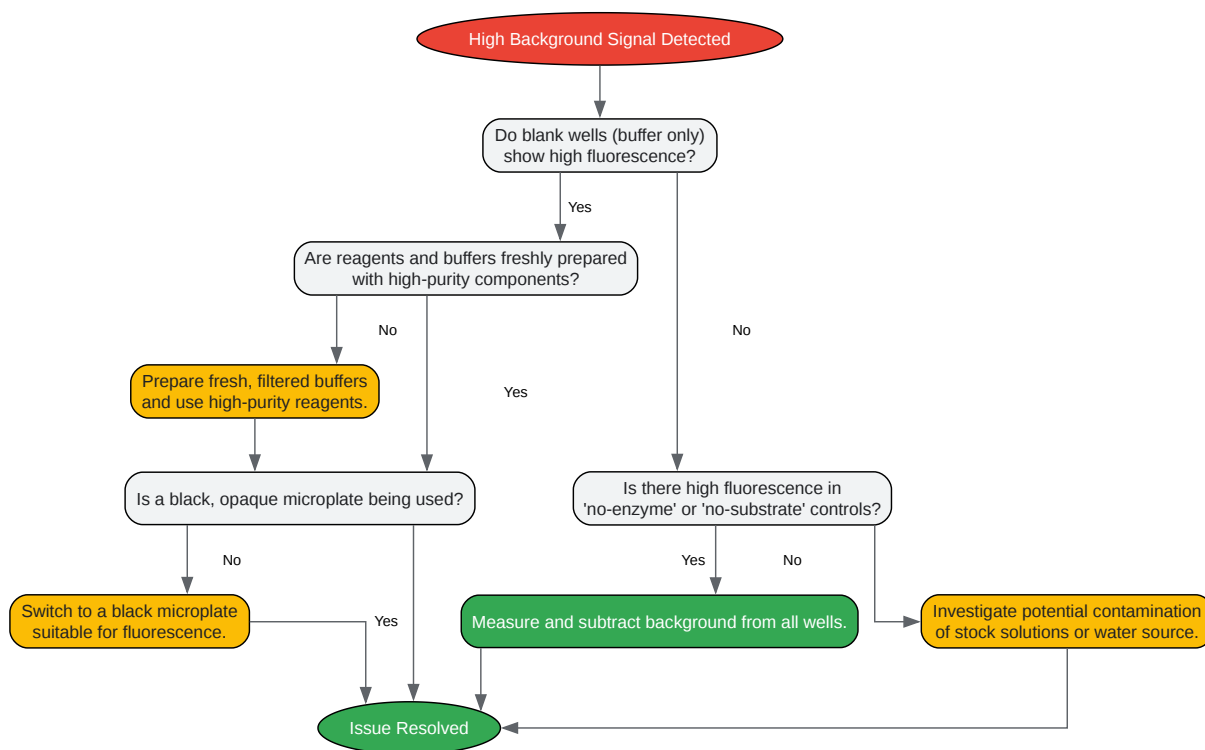 High Background Signal Detected
Do blank wells (buffer only)
show high fluorescence?
Yes
Are reagents and buffers freshly prepared
with high-purity components?
No
No
Prepare fresh, filtered buffers
and use high-purity reagents.
Yes
Is a black, opaque microplate being used?
Is there high fluorescence in
'no-enzyme' or 'no-substrate' controls?
No
Yes
No
Switch to a black microplate
suitable for fluorescence.
Yes
Measure and subtract background from all wells.
Investigate potential contamination
of stock solutions or water source.
Issue Resolved